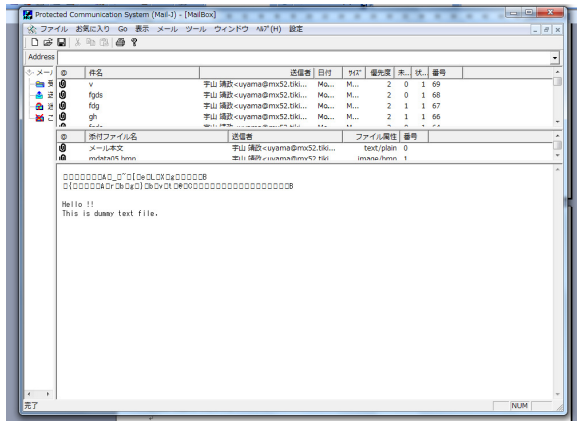 Protected Communication System (Mail-J) - [MailBox]
ファイル お気に入り Go 表示 メール ツール ウィンドウ ヘルプ(H) 設定
Address
メー/ @ 件名 送信者 日付 サイズ 優先度 未... 状... 番号
受 v 宇山 靖政<uyama@mx52.tiki... Mo... M... 2 0 1 69
送 fgds 宇山 靖政<uyama@mx52.tiki... Mo... M... 2 0 1 68
送 fdg 宇山 靖政<uyama@mx52.tiki... Mo... M... 2 1 1 67
ご gh 宇山 靖政<uyama@mx52.tiki... Mo... M... 2 1 1 66
@ 添付ファイル名 送信者 ファイル属性 番号
メール本文 宇山 靖政<uyama@mx52.tiki... text/plain 0
mdata05.bmp 宇山 靖政<uyama@mx52.tiki image/bmp 1
Hello !!
This is dummy text file.
完了 NUM